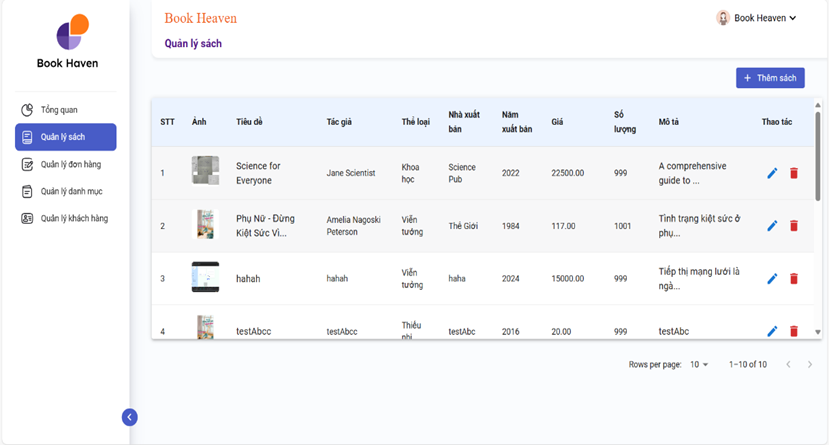 Book Heaven
Book Heaven
Quản lý sách
Book Haven
+ Thêm sách
Tổng quan
Quản lý sách
Quản lý đơn hàng
Quản lý danh mục
Quản lý khách hàng
STT Ảnh Tiêu đề Tác giả Thể loại Nhà xuất bản Năm xuất bản Giá Số lượng Mô tả Thao tác
1 Science for Everyone Jane Scientist Khoa học Science Pub 2022 22500.00 999 A comprehensive guide to ...
2 Phụ Nữ - Đừng Kiệt Sức Vì... Amelia Nagoski Peterson Viễn tưởng Thế Giới 1984 117.00 1001 Tình trạng kiệt sức ở phụ...
3 hahah hahah Viễn tưởng haha 2024 15000.00 999 Tiếp thị mạng lưới là ngà...
4 testAbcc testAbcc Thiếu nhi testAbc 2016 20.00 999 testAbc
Rows per page: 10 1–10 of 10